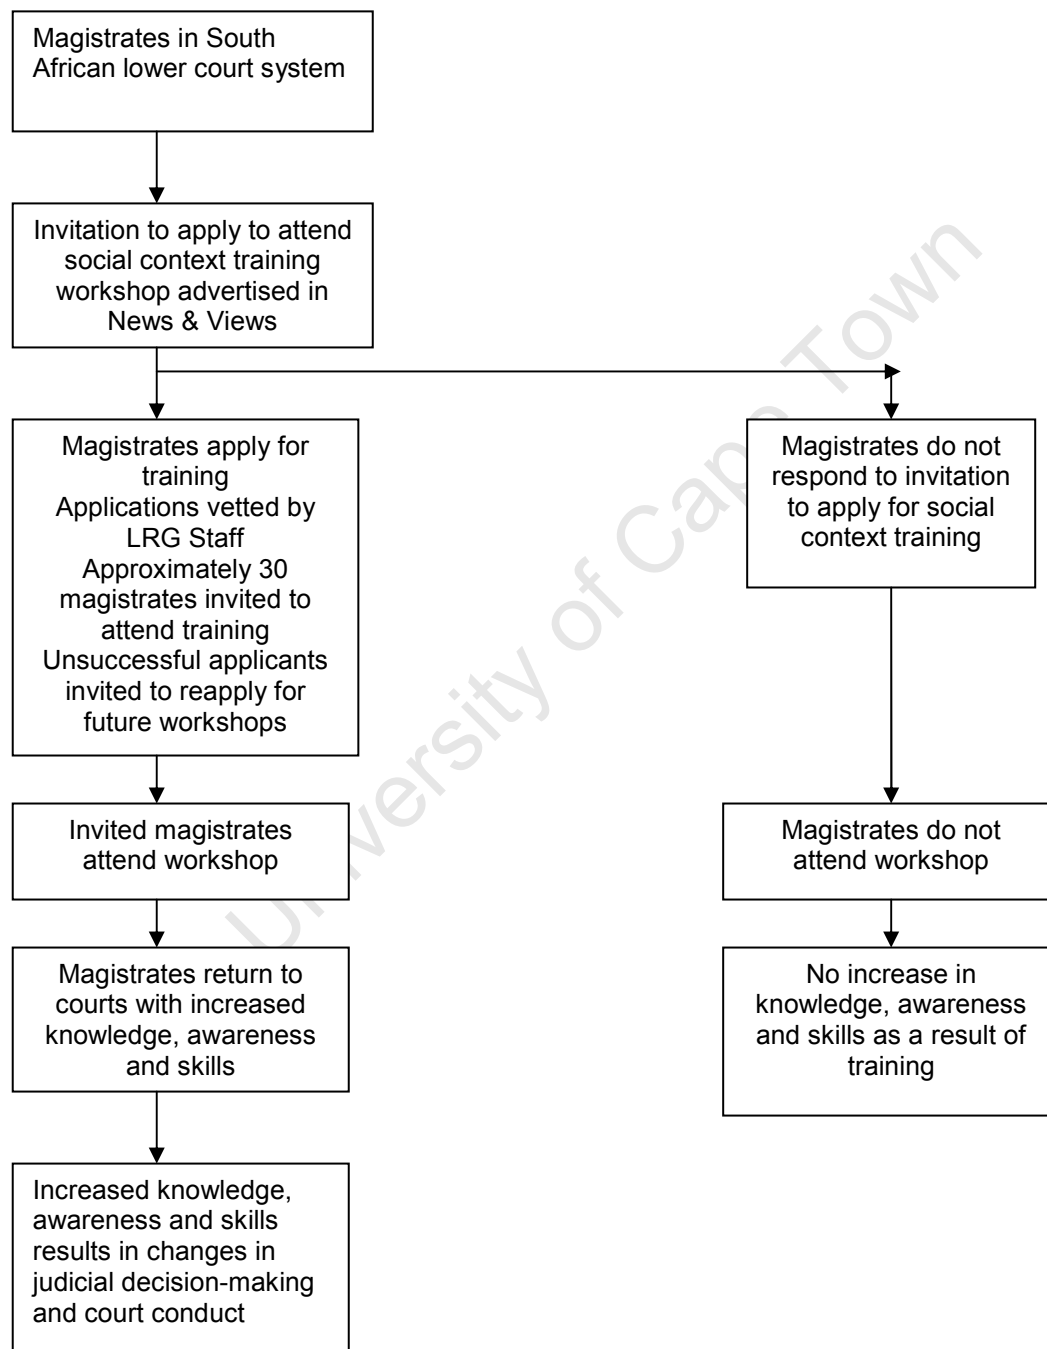 Magistrates in South
African lower court system
Invitation to apply to attend
social context training
workshop advertised in
News & Views
Magistrates apply for
training
Applications vetted by
LRG Staff
Approximately 30
magistrates invited to
attend training
Unsuccessful applicants
invited to reapply for
future workshops
Magistrates do not
respond to invitation
to apply for social
context training
Invited magistrates
attend workshop
Magistrates do not
attend workshop
Magistrates return to
courts with increased
knowledge, awareness
and skills
No increase in
knowledge, awareness
and skills as a result of
training
Increased knowledge,
awareness and skills
results in changes in
judicial decision-making
and court conduct
University of Cape Town